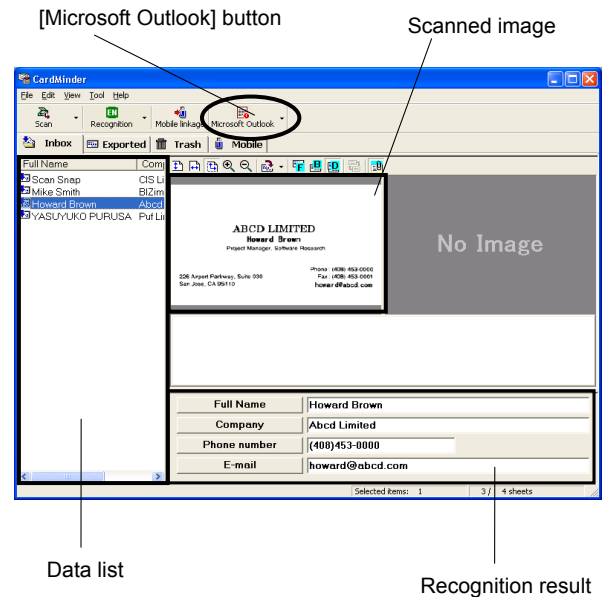 [Microsoft Outlook] button
Scanned image
CardMinder
File Edit View Tool Help
Scan Recognition Mobile linkage Microsoft Outlook
Inbox Exported Trash Mobile
Full Name Comp
Scan Snap CIS Li
Mike Smith BIZim
Howard Brown Abcd
YASUYUKO PURUSA Puf Lir
ABCD LIMITED
Howard Brown
Project Manager, Software Research
Phone : (408) 453-0000
226 Airport Parkway, Suite 030 Fax : (408) 453-0001
San Jose, CA 95110 howard@abcd.com
No Image
Full Name Howard Brown
Company Abcd Limited
Phone number (408)453-0000
E-mail howard@abcd.com
Selected items: 1 3 / 4 sheets
Data list
Recognition result